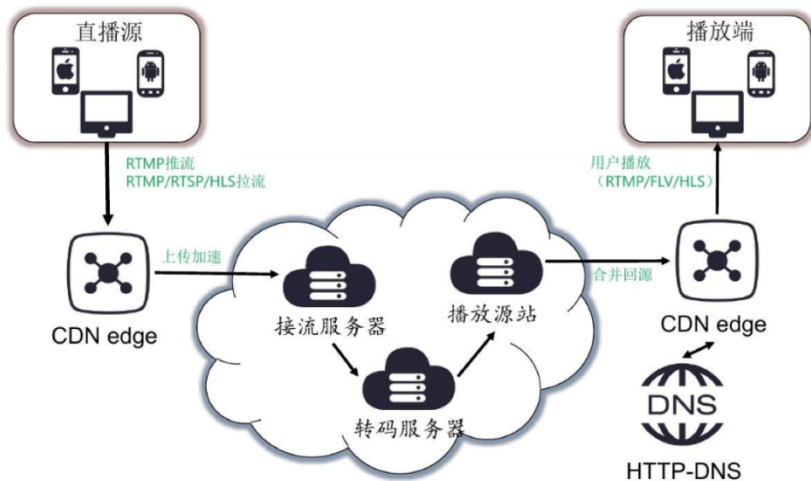 直播源
播放端
RTMP推流
RTMP/RTSP/HLS拉流
用户播放
（RTMP/FLV/HLS）
上传加速
合并回源
CDN edge
接流服务器
播放源站
CDN edge
转码服务器
DNS
HTTP-DNS